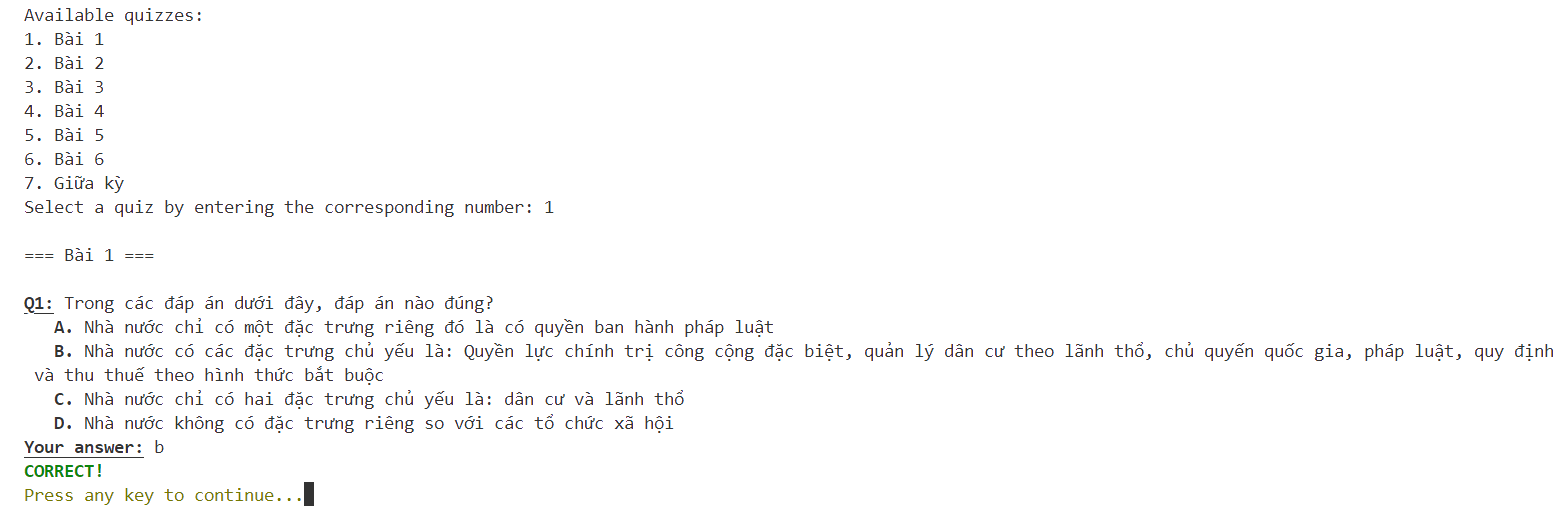 Available quizzes:
1. Bài 1
2. Bài 2
3. Bài 3
4. Bài 4
5. Bài 5
6. Bài 6
7. Giữa kỳ
Select a quiz by entering the corresponding number: 1
=== Bài 1 ===
Q1: Trong các đáp án dưới đây, đáp án nào đúng?
A. Nhà nước chỉ có một đặc trưng riêng đó là có quyền ban hành pháp luật
B. Nhà nước có các đặc trưng chủ yếu là: Quyền lực chính trị công cộng đặc biệt, quản lý dân cư theo lãnh thổ, chủ quyến quốc gia, pháp luật, quy định
và thu thuế theo hình thức bắt buộc
C. Nhà nước chỉ có hai đặc trưng chủ yếu là: dân cư và lãnh thổ
D. Nhà nước không có đặc trưng riêng so với các tổ chức xã hội
Your answer: b
CORRECT!
Press any key to continue...